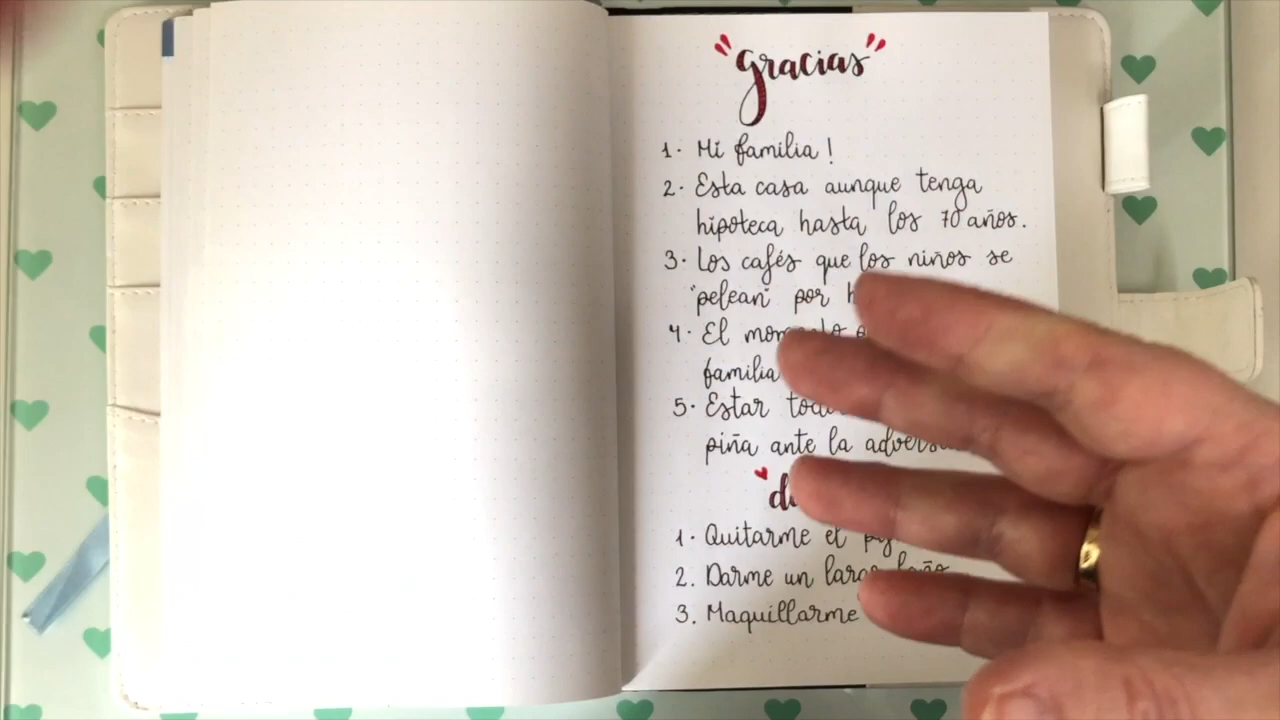 "gracias"
1. Mi familia!
2. Esta casa aunque tenga
hipoteca hasta los 70 años.
3. Los cafés que los niños se
"pelean" por
4. El
familia
5. Estar
piña ante la
1. Quitarme el
2. Darme un largo baño
3. Maquillarme